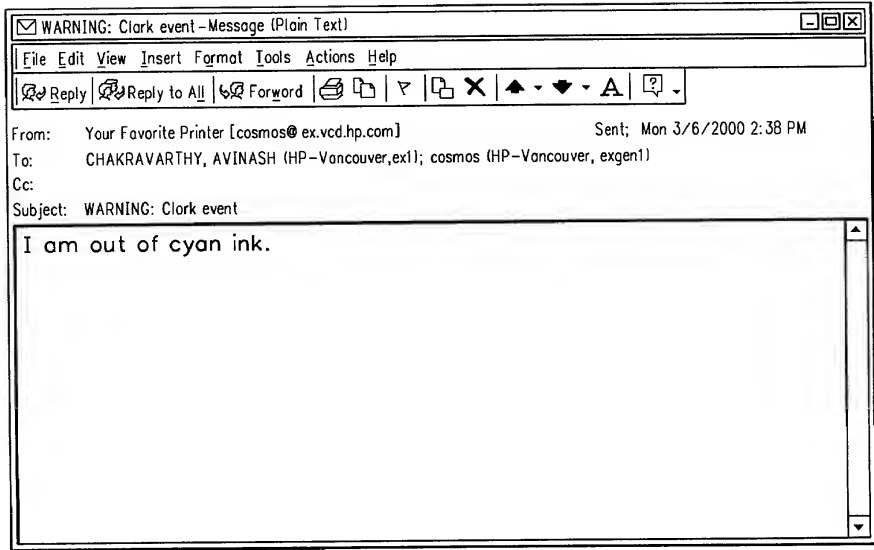 WARNING: Clark event – Message (Plain Text)
File Edit View Insert Format Tools Actions Help
Reply Reply to All Forword A ?
From: Your Favorite Printer [cosmos@ ex.vcd.hp.com] Sent; Mon 3/6/2000 2:38 PM
To: CHAKRAVARTHY, AVINASH (HP-Vancouver,ex1); cosmos (HP-Vancouver, exgen1)
Cc:
Subject: WARNING: Clork event
I am out of cyan ink.